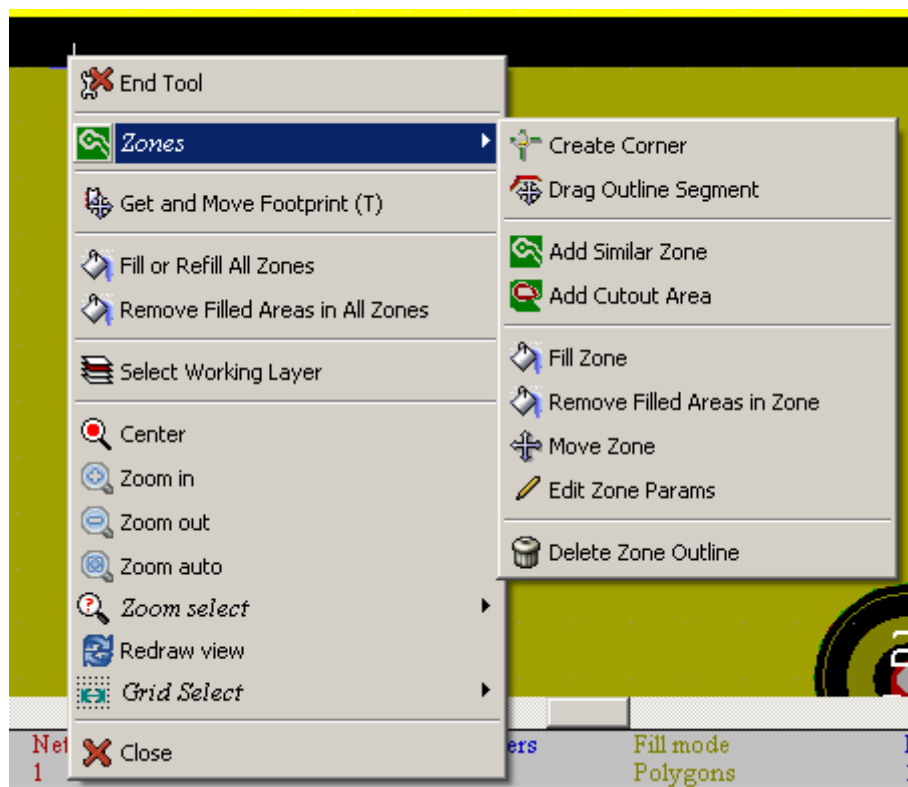 End Tool
Zones
Get and Move Footprint (T)
Fill or Refill All Zones
Remove Filled Areas in All Zones
Select Working Layer
Center
Zoom in
Zoom out
Zoom auto
Zoom select
Redraw view
Grid Select
Close
Create Corner
Drag Outline Segment
Add Similar Zone
Add Cutout Area
Fill Zone
Remove Filled Areas in Zone
Move Zone
Edit Zone Params
Delete Zone Outline
Net
1
ers
Fill mode
Polygons